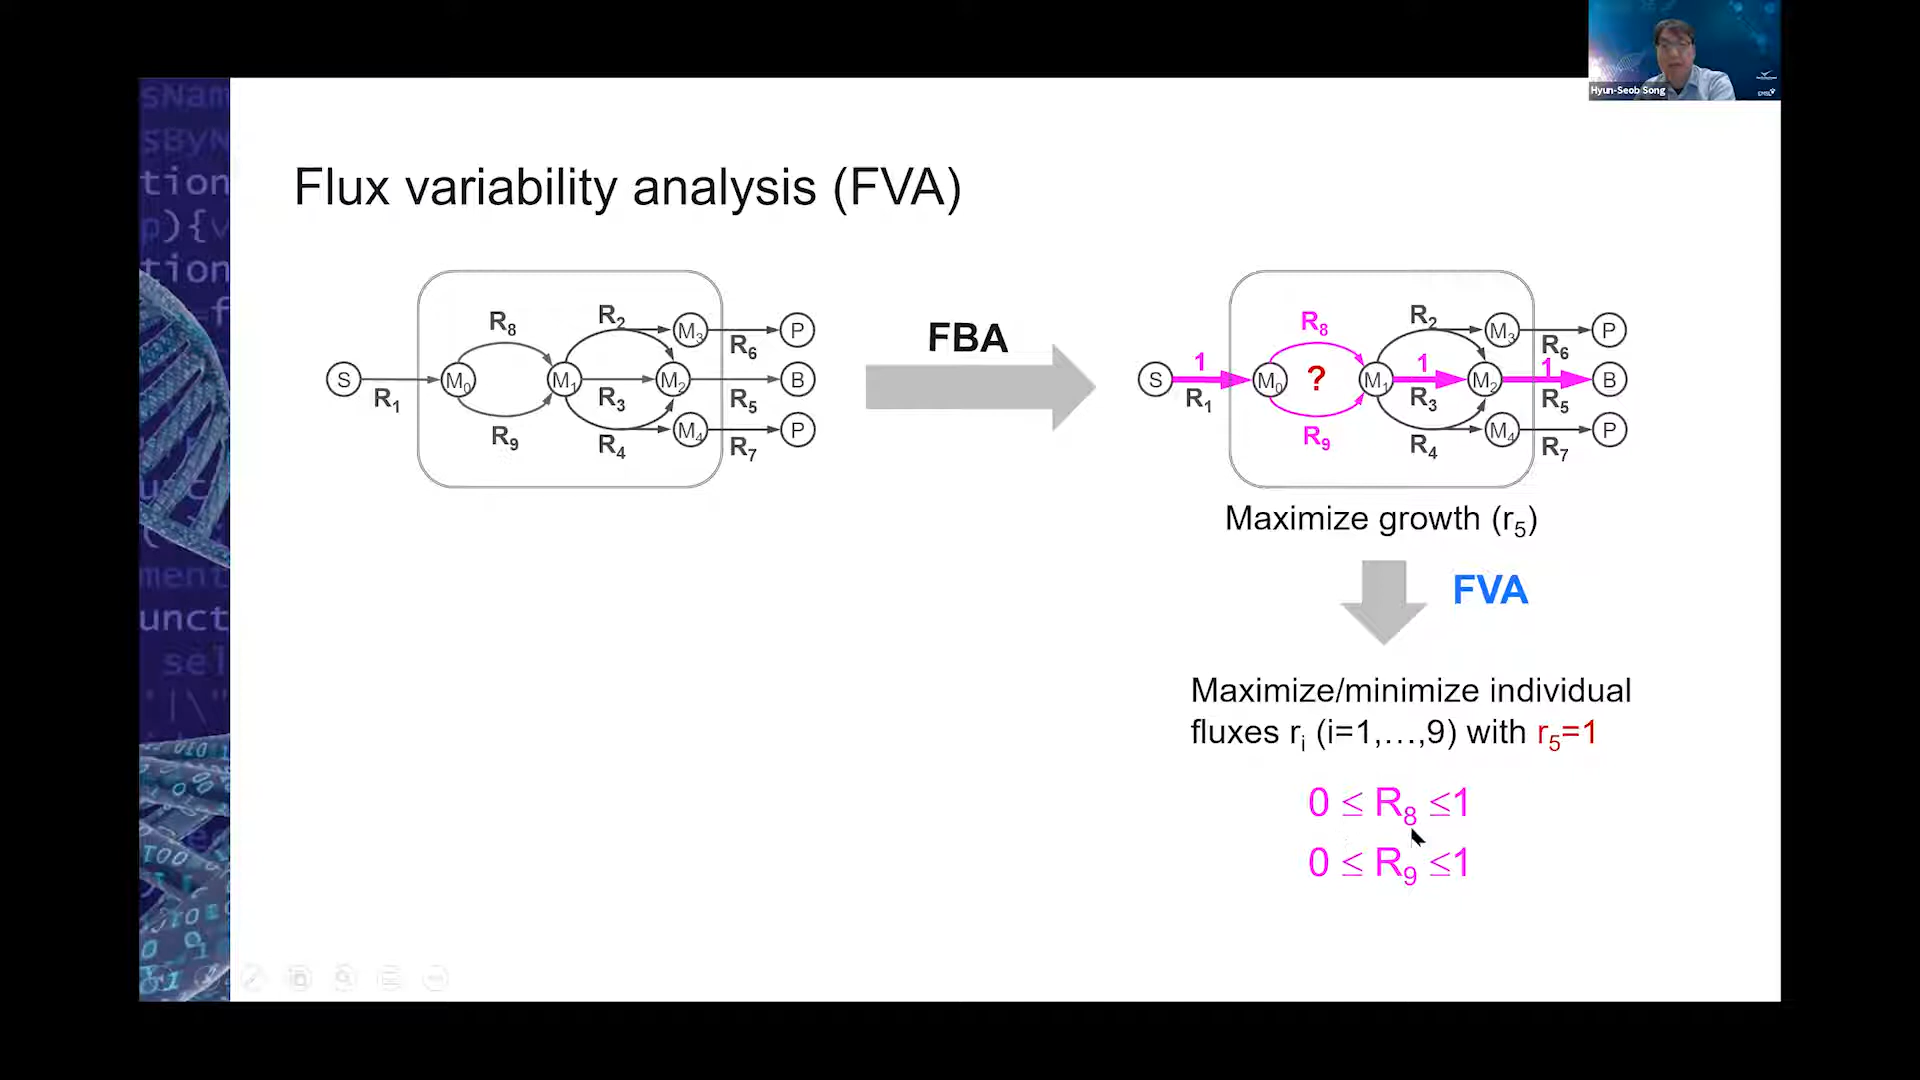 Hyun-Seob Song
Flux variability analysis (FVA)
S R₁ M₀ R₈ R₉ M₁ R₂ R₃ R₄ M₃ M₂ M₄ R₆ R₅ R₇ P B P
FBA
S 1 R₁ M₀ R₈ ? R₉ M₁ R₂ 1 R₃ R₄ M₃ M₂ M₄ R₆ 1 R₅ R₇ P B P
Maximize growth (r₅)
FVA
Maximize/minimize individual
fluxes rᵢ (i=1,...,9) with r₅=1
0 ≤ R₈ ≤1
0 ≤ R₉ ≤1